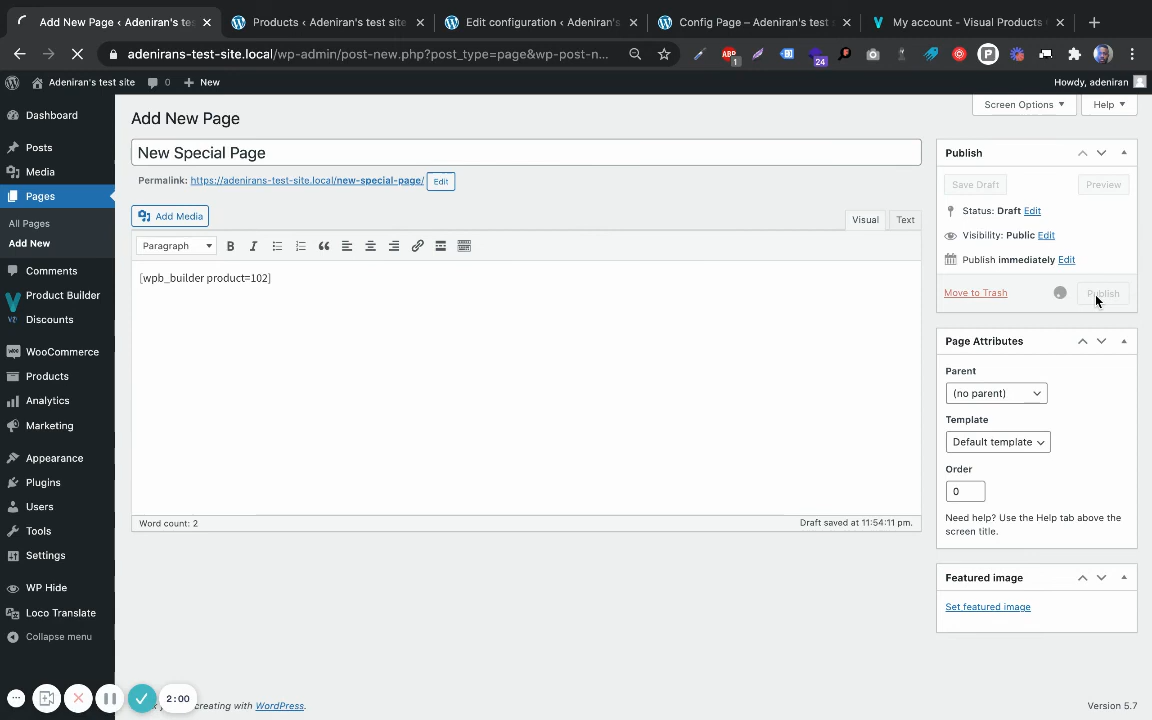 Add New Page ‹ Adeniran's tes
Products ‹ Adeniran's test site
Edit configuration ‹ Adeniran's
Config Page – Adeniran's test
My account - Visual Products
adenirans-test-site.local/wp-admin/post-new.php?post_type=page&wp-post-n...
1
24
Adeniran's test site
0
New
Howdy, adeniran
Dashboard
Posts
Media
Pages
All Pages
Add New
Comments
Product Builder
Discounts
WooCommerce
Products
Analytics
Marketing
Appearance
Plugins
Users
Tools
Settings
WP Hide
Loco Translate
Collapse menu
Screen Options
Help
Add New Page
New Special Page
Permalink: https://adenirans-test-site.local/new-special-page/ Edit
Add Media
Visual
Text
Paragraph
[wpb_builder product=102]
Word count: 2
Draft saved at 11:54:11 pm.
Publish
Save Draft
Preview
Status: Draft Edit
Visibility: Public Edit
Publish immediately Edit
Move to Trash
Publish
Page Attributes
Parent
(no parent)
Template
Default template
Order
0
Need help? Use the Help tab above the
screen title.
Featured image
Set featured image
2:00
creating with WordPress.
Version 5.7